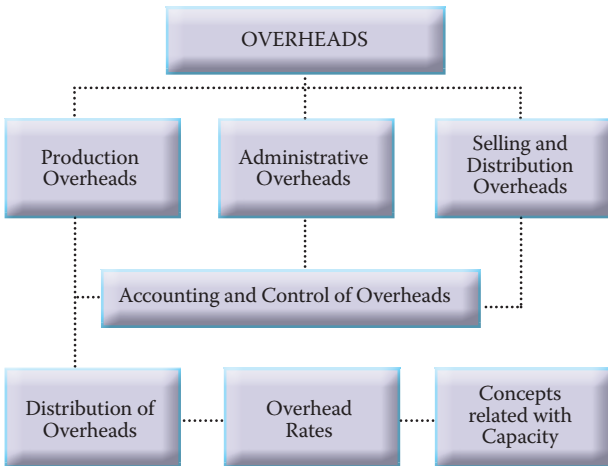 OVERHEADS
Production
Overheads
Administrative
Overheads
Selling and
Distribution
Overheads
Accounting and Control of Overheads
Distribution of
Overheads
Overhead
Rates
Concepts
related with
Capacity